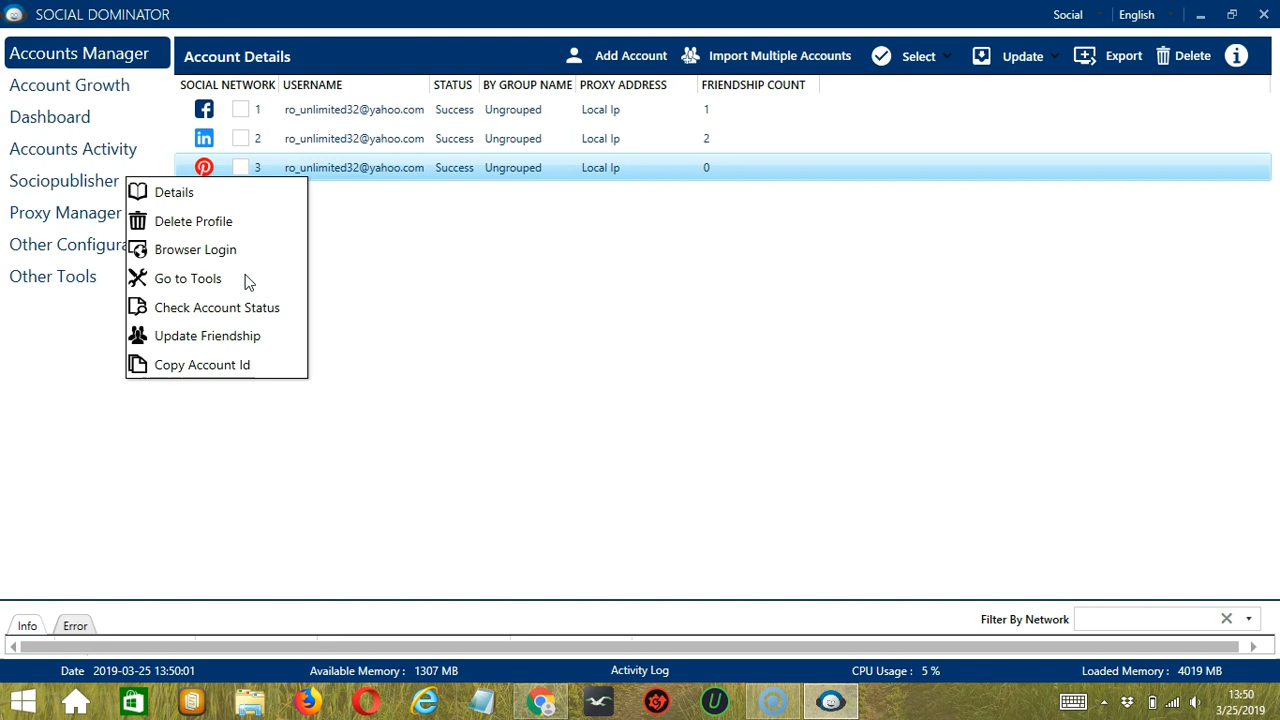 SOCIAL DOMINATOR
Social
English
Accounts Manager
Account Growth
Dashboard
Accounts Activity
Sociopublisher
Proxy Manager
Other Configura
Other Tools
Account Details
Add Account
Import Multiple Accounts
Select
Update
Export
Delete
SOCIAL NETWORK USERNAME STATUS BY GROUP NAME PROXY ADDRESS FRIENDSHIP COUNT
1 ro_unlimited32@yahoo.com Success Ungrouped Local Ip 1
2 ro_unlimited32@yahoo.com Success Ungrouped Local Ip 2
3 ro_unlimited32@yahoo.com Success Ungrouped Local Ip 0
Details
Delete Profile
Browser Login
Go to Tools
Check Account Status
Update Friendship
Copy Account Id
Info
Error
Filter By Network
Date 2019-03-25 13:50:01
Available Memory : 1307 MB
Activity Log
CPU Usage : 5 %
Loaded Memory : 4019 MB
13:50
3/25/2019